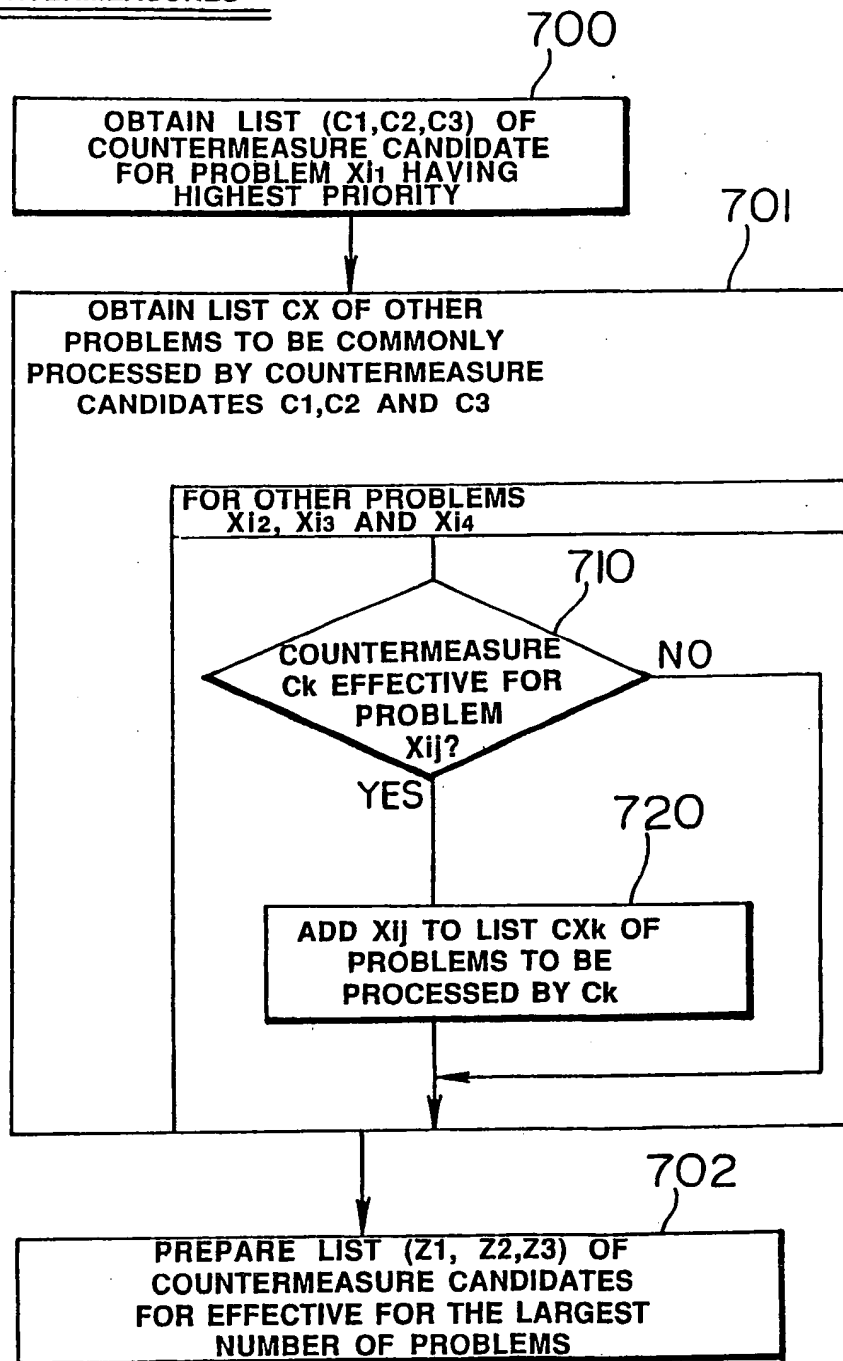 700
OBTAIN LIST (C1,C2,C3) OF
COUNTERMEASURE CANDIDATE
FOR PROBLEM Xi1 HAVING
HIGHEST PRIORITY
701
OBTAIN LIST CX OF OTHER
PROBLEMS TO BE COMMONLY
PROCESSED BY COUNTERMEASURE
CANDIDATES C1,C2 AND C3
FOR OTHER PROBLEMS
Xi2, Xi3 AND Xi4
710
COUNTERMEASURE
Ck EFFECTIVE FOR
PROBLEM
Xij?
NO
YES
720
ADD Xij TO LIST CXk OF
PROBLEMS TO BE
PROCESSED BY Ck
702
PREPARE LIST (Z1, Z2,Z3) OF
COUNTERMEASURE CANDIDATES
FOR EFFECTIVE FOR THE LARGEST
NUMBER OF PROBLEMS